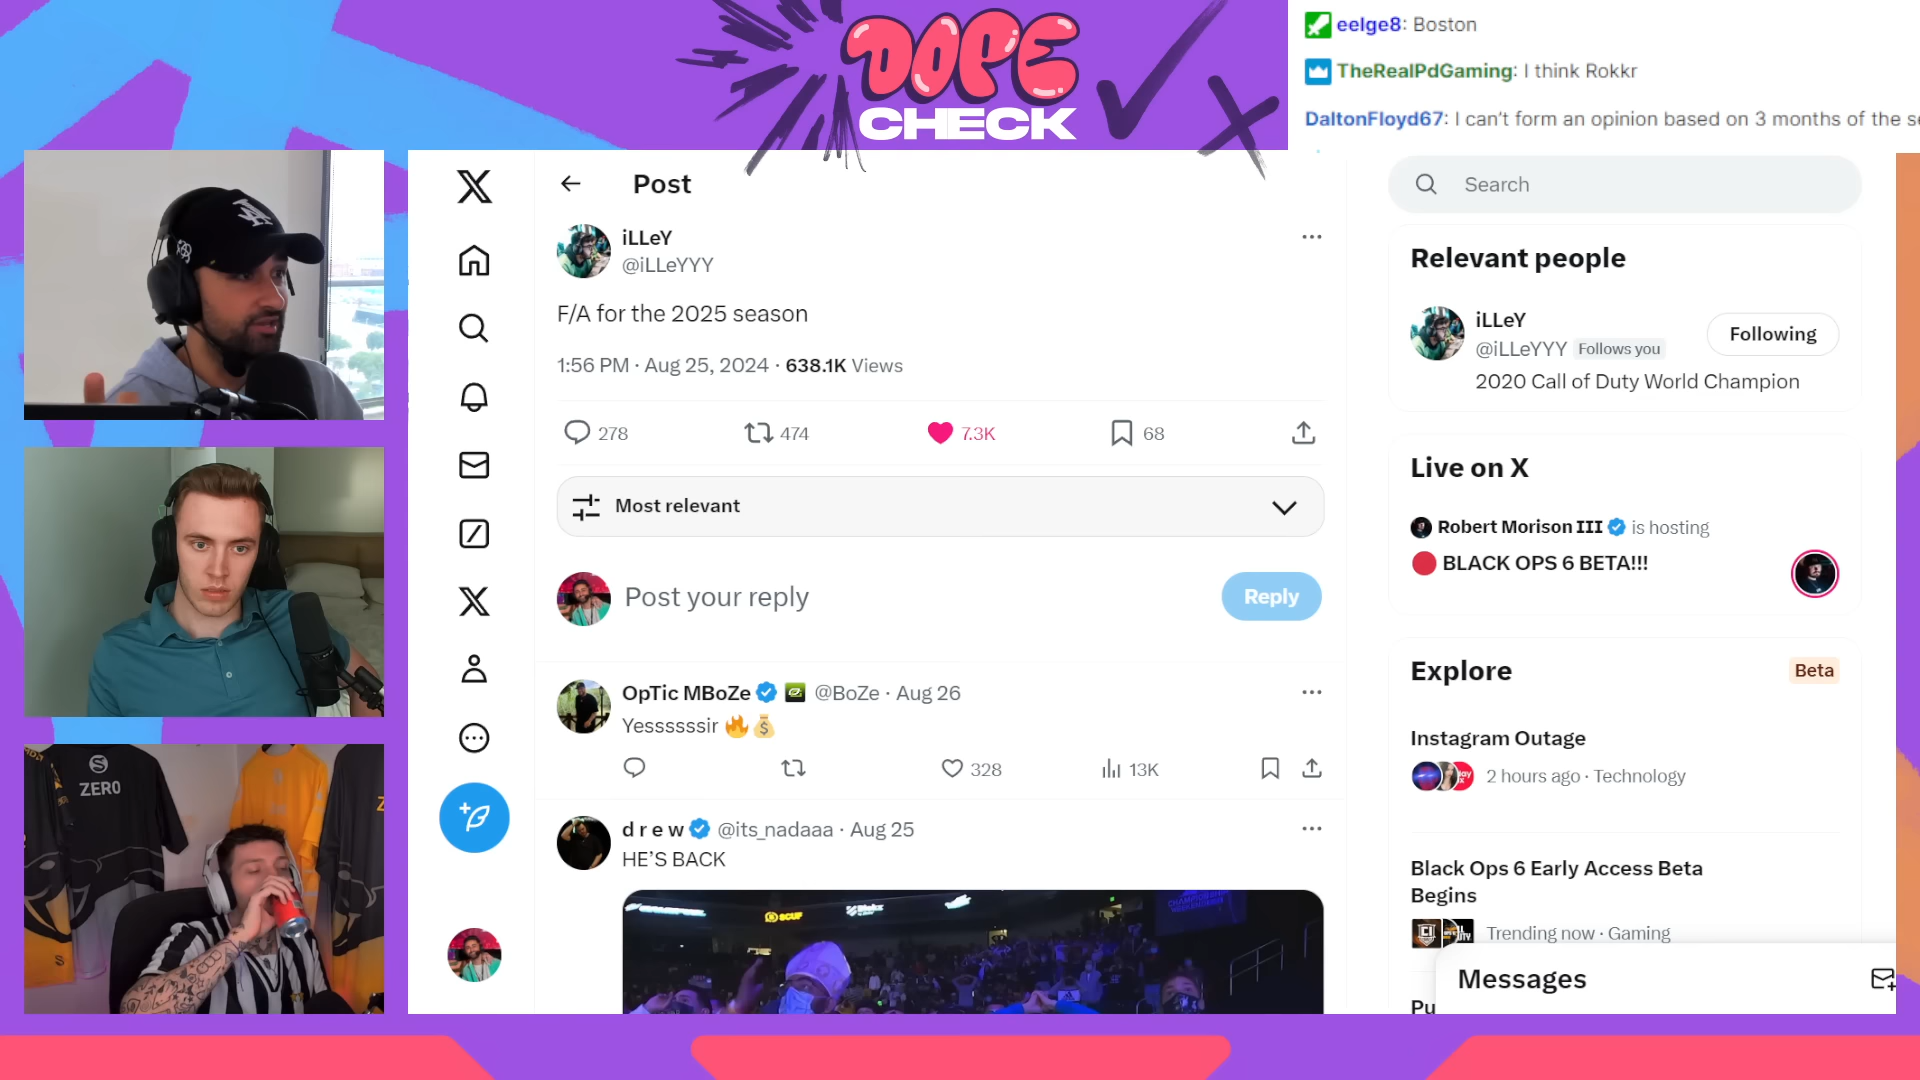 DOPE
CHECK
eelge8: Boston
TheRealPdGaming: I think Rokkr
DaltonFloyd67: I can't form an opinion based on 3 months of the se
Post
Search
iLLeY
@iLLeYYY
F/A for the 2025 season
1:56 PM · Aug 25, 2024 · 638.1K Views
278
474
7.3K
68
Most relevant
Post your reply
Reply
OpTic MBoZe @BoZe · Aug 26
Yesssssssir
328
13K
d r e w @its_nadaaa · Aug 25
HE'S BACK
SCUF
Relevant people
iLLeY
Following
@iLLeYYY Follows you
2020 Call of Duty World Champion
Live on X
Robert Morison III is hosting
BLACK OPS 6 BETA!!!
Explore
Beta
Instagram Outage
2 hours ago · Technology
Black Ops 6 Early Access Beta
Begins
Trending now · Gaming
Messages
Pu
ZERO